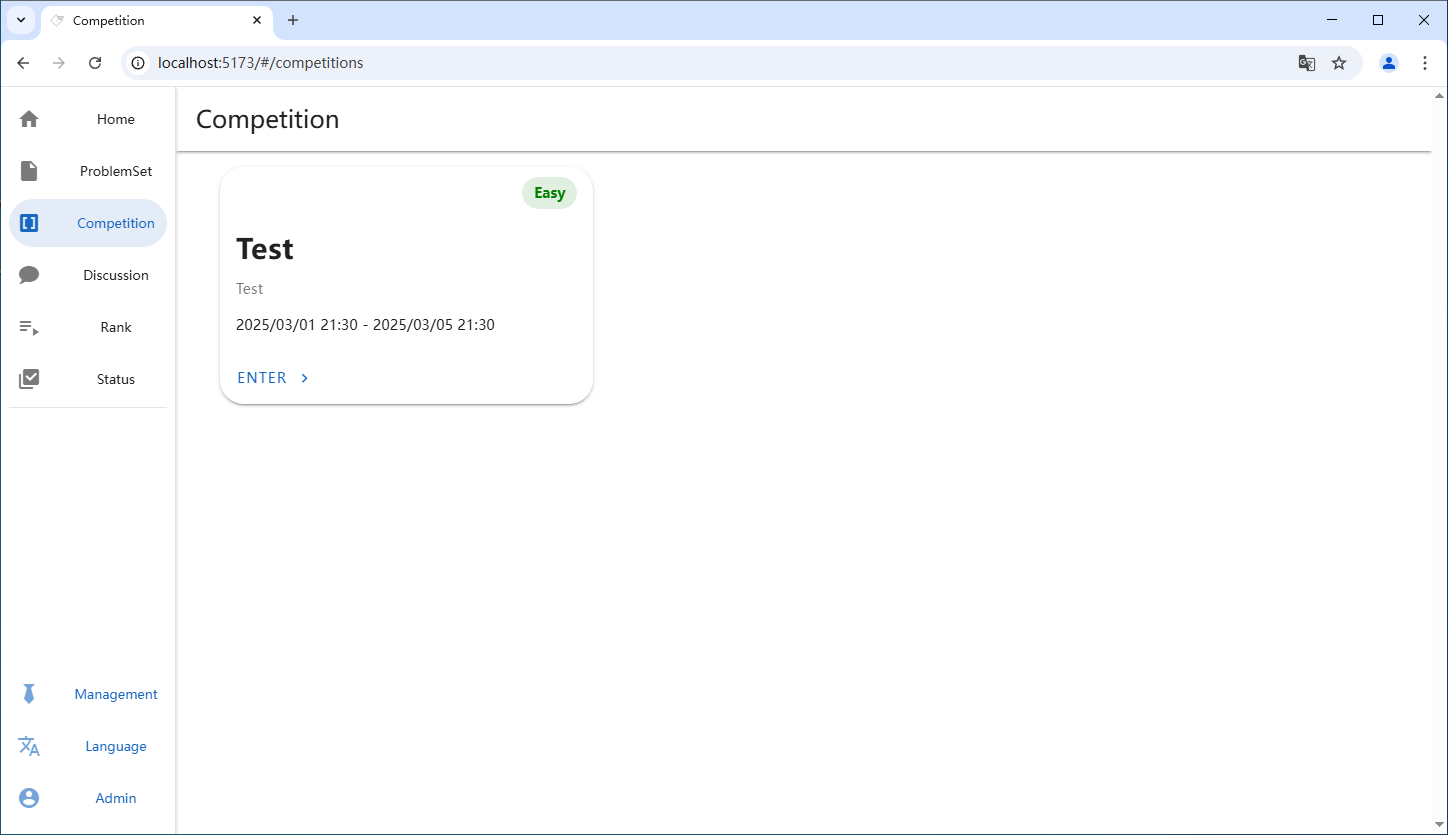 Competition
localhost:5173/#/competitions
Home
ProblemSet
Competition
Discussion
Rank
Status
Management
Language
Admin
Competition
Easy
Test
Test
2025/03/01 21:30 - 2025/03/05 21:30
ENTER